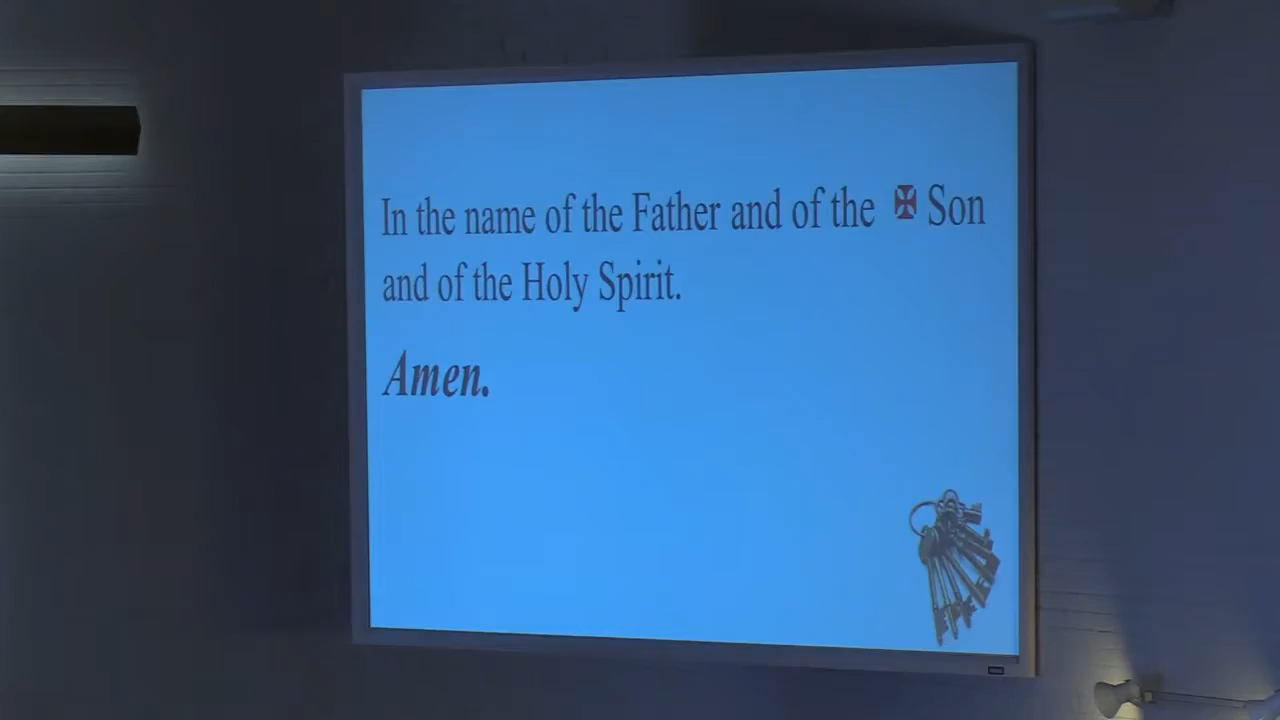 In the name of the Father and of the ✠ Son
and of the Holy Spirit.
Amen.